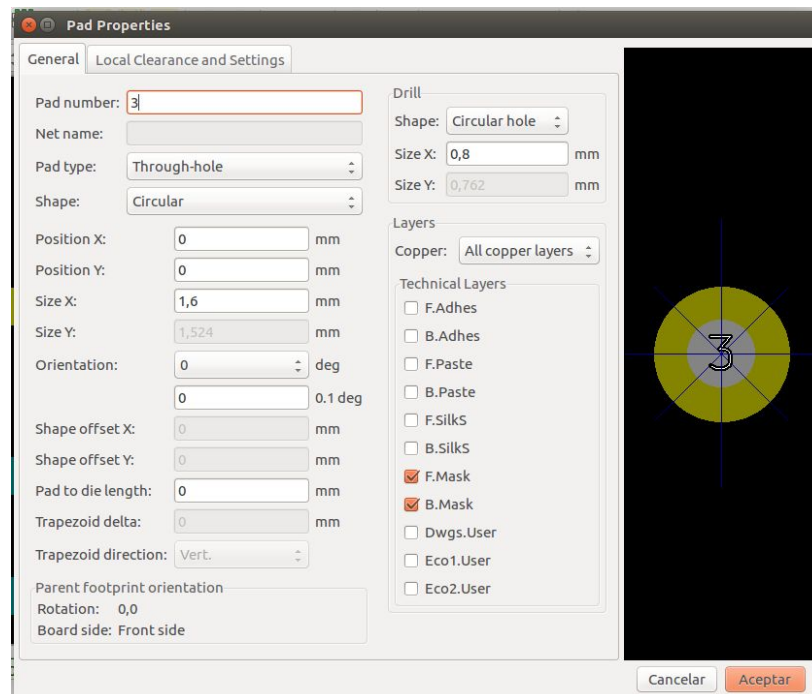 Pad Properties
General
Local Clearance and Settings
Pad number: 3
Net name:
Pad type: Through-hole
Shape: Circular
Position X: 0 mm
Position Y: 0 mm
Size X: 1,6 mm
Size Y: 1,524 mm
Orientation: 0 deg
0 0.1 deg
Shape offset X: 0 mm
Shape offset Y: 0 mm
Pad to die length: 0 mm
Trapezoid delta: 0 mm
Trapezoid direction: Vert.
Parent footprint orientation
Rotation: 0,0
Board side: Front side
Drill
Shape: Circular hole
Size X: 0,8 mm
Size Y: 0,762 mm
Layers
Copper: All copper layers
Technical Layers
F.Adhes
B.Adhes
F.Paste
B.Paste
F.SilkS
B.SilkS
F.Mask
B.Mask
Dwgs.User
Eco1.User
Eco2.User
3
Cancelar
Aceptar